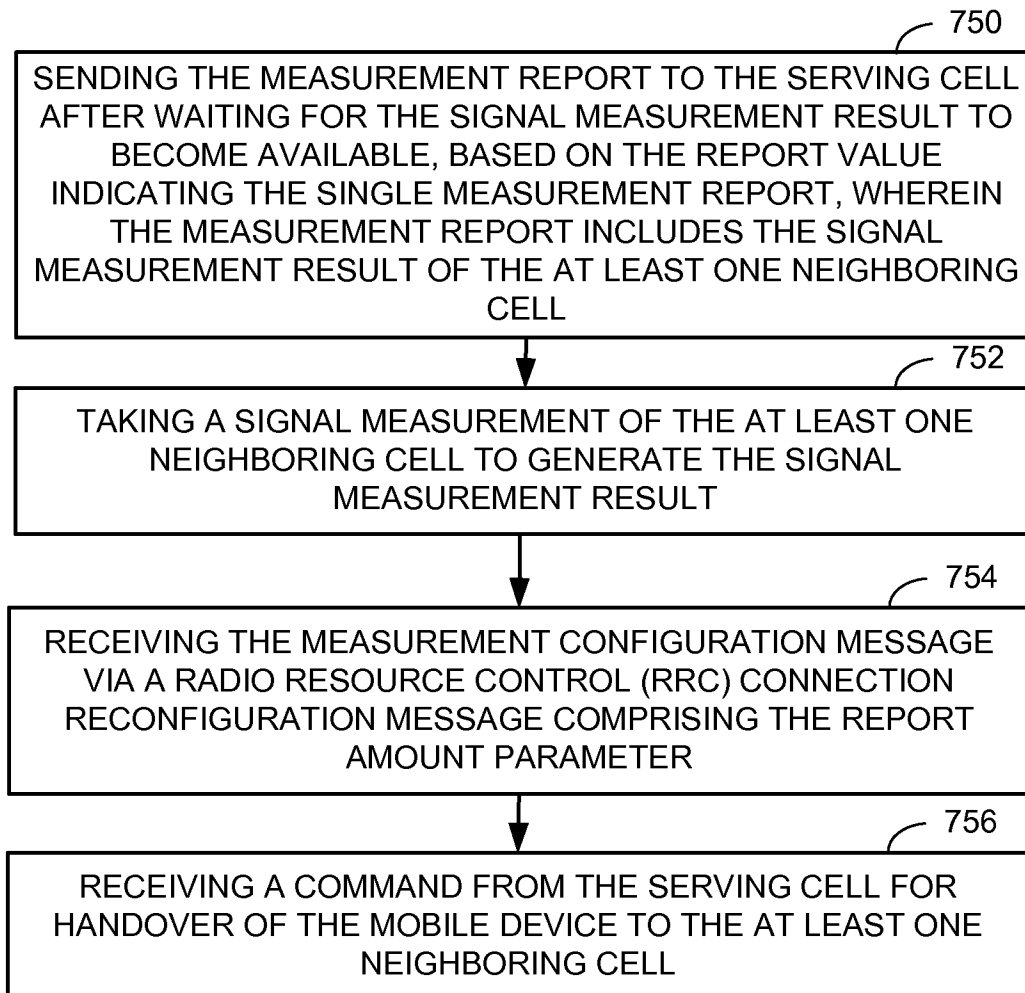 750
SENDING THE MEASUREMENT REPORT TO THE SERVING CELL
AFTER WAITING FOR THE SIGNAL MEASUREMENT RESULT TO
BECOME AVAILABLE, BASED ON THE REPORT VALUE
INDICATING THE SINGLE MEASUREMENT REPORT, WHEREIN
THE MEASUREMENT REPORT INCLUDES THE SIGNAL
MEASUREMENT RESULT OF THE AT LEAST ONE NEIGHBORING
CELL
752
TAKING A SIGNAL MEASUREMENT OF THE AT LEAST ONE
NEIGHBORING CELL TO GENERATE THE SIGNAL
MEASUREMENT RESULT
754
RECEIVING THE MEASUREMENT CONFIGURATION MESSAGE
VIA A RADIO RESOURCE CONTROL (RRC) CONNECTION
RECONFIGURATION MESSAGE COMPRISING THE REPORT
AMOUNT PARAMETER
756
RECEIVING A COMMAND FROM THE SERVING CELL FOR
HANDOVER OF THE MOBILE DEVICE TO THE AT LEAST ONE
NEIGHBORING CELL